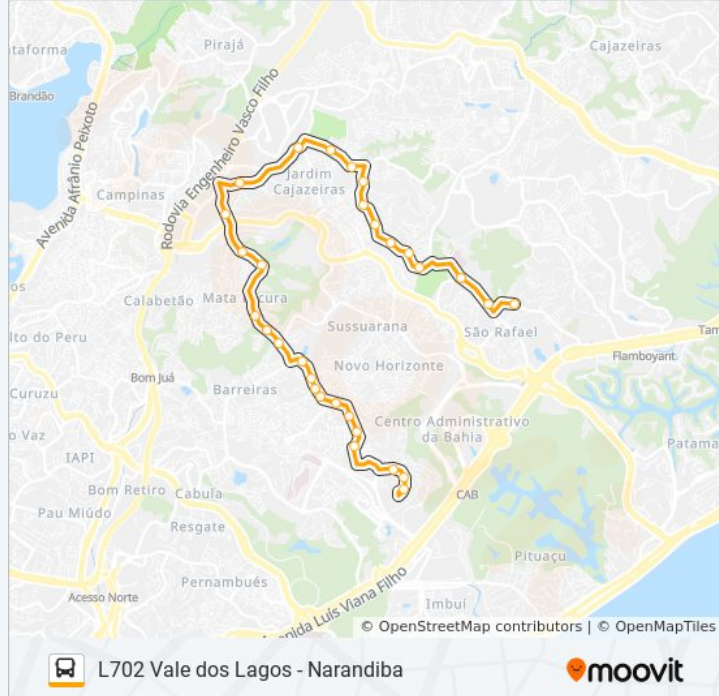 Pirajá
Cajazeiras
ataforma
Brandão
Avenida Afrânio Peixoto
Rodovia Engenheiro Vasco Filho
Jardim
Cajazeiras
Campinas
os
Calabetão
Mata
cura
lto do Peru
Sussuarana
São Rafael
Tam
Flamboyant
Bom Juá
Novo Horizonte
Curuzu
Barreiras
Centro Administrativo
da Bahia
o Vaz
Patama
IAPI
Bom Retiro
Cabula
CAB
Pau Miúdo
Resgate
Pituaçu
Pernambués
Acesso Norte
Imbuí
enida Luís Viana Filho
© OpenStreetMap contributors | © OpenMapTiles
L702 Vale dos Lagos - Narandiba
moovit